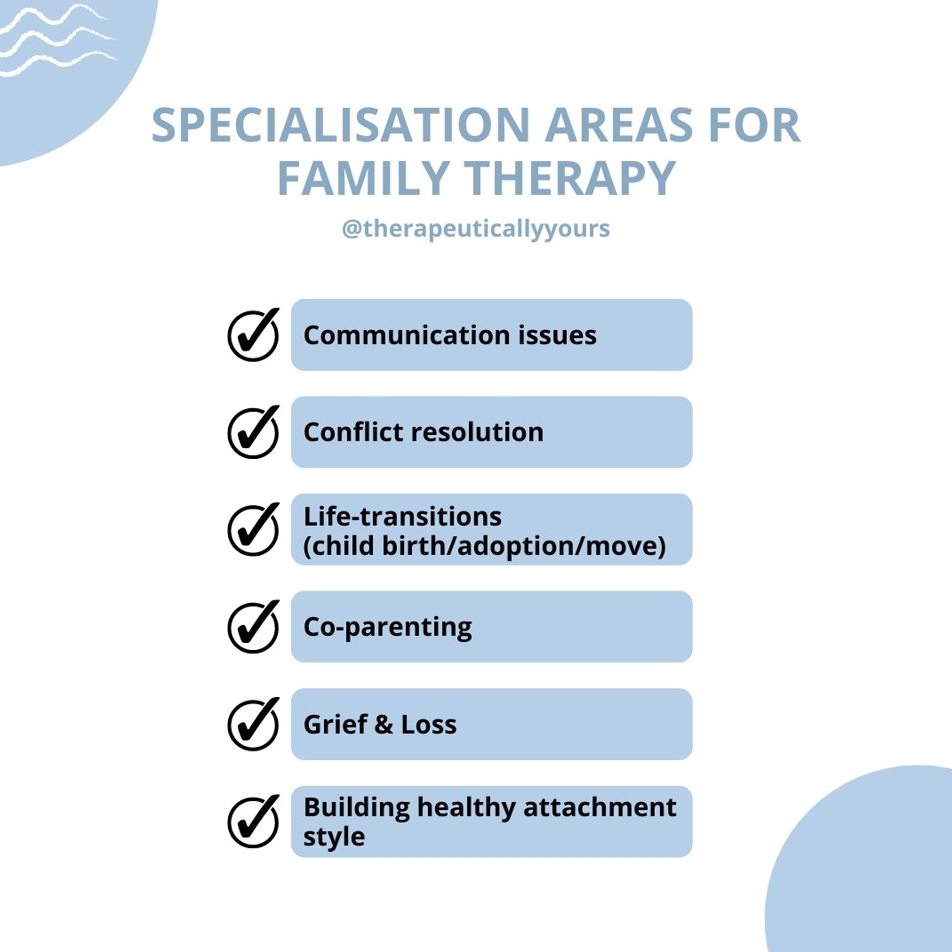 SPECIALISATION AREAS FOR
FAMILY THERAPY
@therapeuticallyyours
Communication issues
Conflict resolution
Life-transitions
(child birth/adoption/move)
Co-parenting
Grief & Loss
Building healthy attachment
style